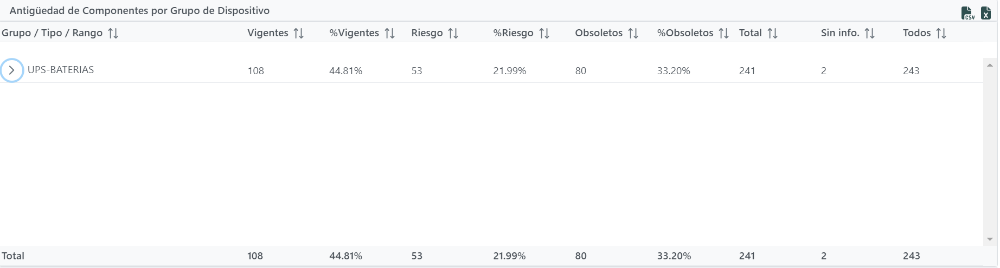 Antigüedad de Componentes por Grupo de Dispositivo
CSV X
Grupo / Tipo / Rango Vigentes %Vigentes Riesgo %Riesgo Obsoletos %Obsoletos Total Sin info. Todos
UPS-BATERIAS 108 44.81% 53 21.99% 80 33.20% 241 2 243
Total 108 44.81% 53 21.99% 80 33.20% 241 2 243